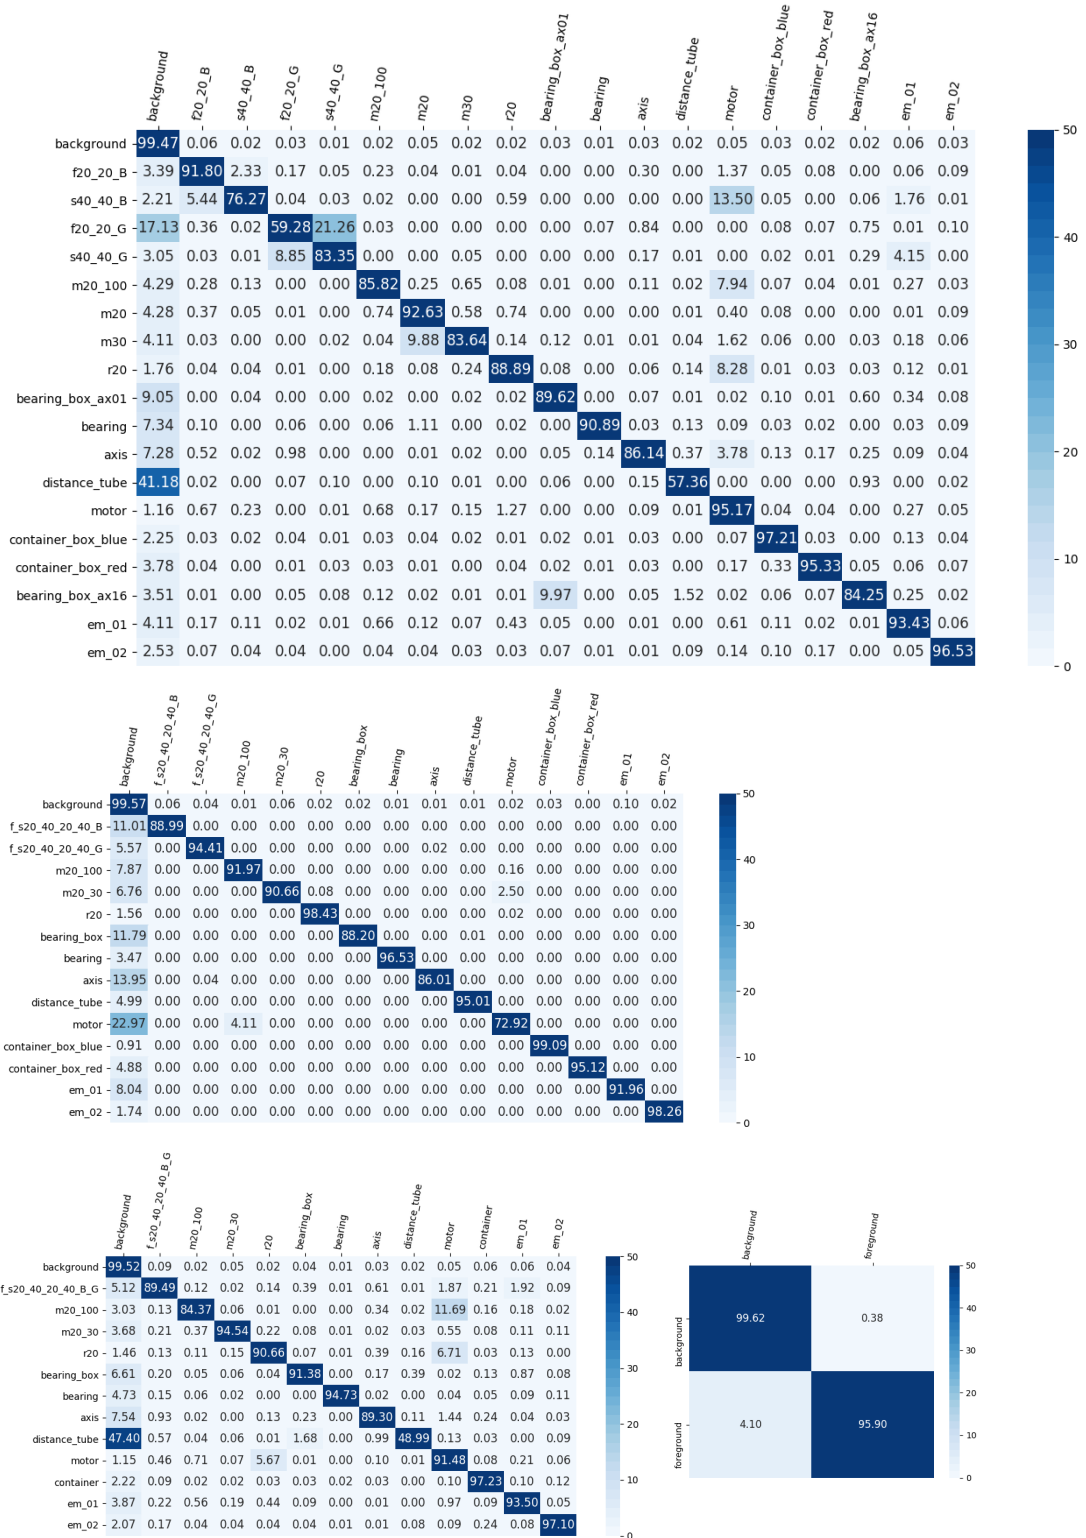 background f20_20_B s40_40_B f20_20_G s40_40_G m20_100 m20 m30 r20 bearing_box_ax01 bearing axis distance_tube motor container_box_blue container_box_red bearing_box_ax16 em_01 em_02
background 99.47 0.06 0.02 0.03 0.01 0.02 0.05 0.02 0.02 0.03 0.01 0.03 0.02 0.05 0.03 0.02 0.02 0.06 0.03
f20_20_B 3.39 91.80 2.33 0.17 0.05 0.23 0.04 0.01 0.04 0.00 0.00 0.30 0.00 1.37 0.05 0.08 0.00 0.06 0.09
s40_40_B 2.21 5.44 76.27 0.04 0.03 0.02 0.00 0.00 0.59 0.00 0.00 0.00 0.00 13.50 0.05 0.00 0.06 1.76 0.01
f20_20_G 17.13 0.36 0.02 59.28 21.26 0.03 0.00 0.00 0.00 0.07 0.07 0.84 0.00 0.00 0.08 0.07 0.75 0.01 0.10
s40_40_G 3.05 0.03 0.01 8.85 83.35 0.00 0.00 0.05 0.00 0.00 0.00 0.17 0.01 0.00 0.02 0.01 0.29 4.15 0.00
m20_100 4.29 0.28 0.13 0.00 0.00 85.82 0.25 0.65 0.08 0.01 0.00 0.11 0.02 7.94 0.07 0.04 0.01 0.27 0.03
m20 4.28 0.37 0.05 0.01 0.00 0.74 92.63 0.58 0.74 0.00 0.00 0.01 0.00 0.40 0.08 0.00 0.00 0.01 0.09
m30 4.11 0.03 0.00 0.00 0.02 0.04 9.88 83.64 0.14 0.12 0.01 0.01 0.04 1.62 0.06 0.00 0.03 0.18 0.06
r20 1.76 0.04 0.04 0.01 0.00 0.18 0.08 0.24 88.89 0.08 0.00 0.06 0.14 8.28 0.01 0.03 0.03 0.12 0.01
bearing_box_ax01 9.05 0.00 0.04 0.00 0.00 0.02 0.00 0.02 0.02 89.62 0.00 0.07 0.01 0.02 0.10 0.01 0.60 0.34 0.08
bearing 7.34 0.10 0.00 0.06 0.00 0.06 1.11 0.00 0.02 0.00 90.89 0.03 0.13 0.09 0.03 0.02 0.00 0.03 0.09
axis 7.28 0.52 0.02 0.98 0.00 0.00 0.01 0.02 0.00 0.05 0.14 86.14 0.37 3.78 0.13 0.17 0.25 0.09 0.04
distance_tube 41.18 0.02 0.00 0.07 0.10 0.00 0.10 0.01 0.00 0.06 0.00 0.15 57.36 0.00 0.00 0.00 0.93 0.00 0.02
motor 1.16 0.67 0.23 0.00 0.01 0.68 0.17 0.15 1.27 0.00 0.00 0.09 0.01 95.17 0.04 0.04 0.00 0.27 0.05
container_box_blue 2.25 0.03 0.02 0.04 0.01 0.03 0.04 0.02 0.01 0.02 0.01 0.03 0.00 0.07 97.21 0.03 0.00 0.13 0.04
container_box_red 3.78 0.04 0.00 0.01 0.03 0.03 0.01 0.00 0.04 0.02 0.01 0.03 0.00 0.17 0.33 95.33 0.05 0.06 0.07
bearing_box_ax16 3.51 0.01 0.00 0.05 0.08 0.12 0.02 0.01 0.01 9.97 0.00 0.05 1.52 0.02 0.06 0.07 84.25 0.25 0.02
em_01 4.11 0.17 0.11 0.02 0.01 0.66 0.12 0.07 0.43 0.05 0.00 0.01 0.00 0.61 0.11 0.02 0.01 93.43 0.06
em_02 2.53 0.07 0.04 0.04 0.00 0.04 0.04 0.03 0.03 0.07 0.01 0.01 0.09 0.14 0.10 0.17 0.00 0.05 96.53
50
40
30
20
10
0
background f_s20_40_20_40_B f_s20_40_20_40_G m20_100 m20_30 r20 bearing_box bearing axis distance_tube motor container_box_blue container_box_red em_01 em_02
background 99.57 0.06 0.04 0.01 0.06 0.02 0.02 0.01 0.01 0.01 0.02 0.03 0.00 0.10 0.02
f_s20_40_20_40_B 11.01 88.99 0.00 0.00 0.00 0.00 0.00 0.00 0.00 0.00 0.00 0.00 0.00 0.00 0.00
f_s20_40_20_40_G 5.57 0.00 94.41 0.00 0.00 0.00 0.00 0.00 0.02 0.00 0.00 0.00 0.00 0.00 0.00
m20_100 7.87 0.00 0.00 91.97 0.00 0.00 0.00 0.00 0.00 0.00 0.16 0.00 0.00 0.00 0.00
m20_30 6.76 0.00 0.00 0.00 90.66 0.08 0.00 0.00 0.00 0.00 2.50 0.00 0.00 0.00 0.00
r20 1.56 0.00 0.00 0.00 0.00 98.43 0.00 0.00 0.00 0.00 0.02 0.00 0.00 0.00 0.00
bearing_box 11.79 0.00 0.00 0.00 0.00 0.00 88.20 0.00 0.00 0.01 0.00 0.00 0.00 0.00 0.00
bearing 3.47 0.00 0.00 0.00 0.00 0.00 0.00 96.53 0.00 0.00 0.00 0.00 0.00 0.00 0.00
axis 13.95 0.00 0.04 0.00 0.00 0.00 0.00 0.00 86.01 0.00 0.00 0.00 0.00 0.00 0.00
distance_tube 4.99 0.00 0.00 0.00 0.00 0.00 0.00 0.00 0.00 95.01 0.00 0.00 0.00 0.00 0.00
motor 22.97 0.00 0.00 4.11 0.00 0.00 0.00 0.00 0.00 0.00 72.92 0.00 0.00 0.00 0.00
container_box_blue 0.91 0.00 0.00 0.00 0.00 0.00 0.00 0.00 0.00 0.00 0.00 99.09 0.00 0.00 0.00
container_box_red 4.88 0.00 0.00 0.00 0.00 0.00 0.00 0.00 0.00 0.00 0.00 0.00 95.12 0.00 0.00
em_01 8.04 0.00 0.00 0.00 0.00 0.00 0.00 0.00 0.00 0.00 0.00 0.00 0.00 91.96 0.00
em_02 1.74 0.00 0.00 0.00 0.00 0.00 0.00 0.00 0.00 0.00 0.00 0.00 0.00 0.00 98.26
50
40
30
20
10
0
background f_s20_40_20_40_B_G m20_100 m20_30 r20 bearing_box bearing axis distance_tube motor container em_01 em_02
background 99.52 0.09 0.02 0.05 0.02 0.04 0.01 0.03 0.02 0.05 0.06 0.06 0.04
f_s20_40_20_40_B_G 5.12 89.49 0.12 0.02 0.14 0.39 0.01 0.61 0.01 1.87 0.21 1.92 0.09
m20_100 3.03 0.13 84.37 0.06 0.01 0.00 0.00 0.34 0.02 11.69 0.16 0.18 0.02
m20_30 3.68 0.21 0.37 94.54 0.22 0.08 0.01 0.02 0.03 0.55 0.08 0.11 0.11
r20 1.46 0.13 0.11 0.15 90.66 0.07 0.01 0.39 0.16 6.71 0.03 0.13 0.00
bearing_box 6.61 0.20 0.05 0.06 0.04 91.38 0.00 0.17 0.39 0.02 0.13 0.87 0.08
bearing 4.73 0.15 0.06 0.02 0.00 0.00 94.73 0.02 0.00 0.04 0.05 0.09 0.11
axis 7.54 0.93 0.02 0.00 0.13 0.23 0.00 89.30 0.11 1.44 0.24 0.04 0.03
distance_tube 47.40 0.57 0.04 0.06 0.01 1.68 0.00 0.99 48.99 0.13 0.03 0.00 0.09
motor 1.15 0.46 0.71 0.07 5.67 0.01 0.00 0.10 0.01 91.48 0.08 0.21 0.06
container 2.22 0.09 0.02 0.02 0.03 0.03 0.02 0.03 0.00 0.10 97.23 0.10 0.12
em_01 3.87 0.22 0.56 0.19 0.44 0.09 0.00 0.01 0.00 0.97 0.09 93.50 0.05
em_02 2.07 0.17 0.04 0.04 0.04 0.04 0.01 0.01 0.08 0.09 0.24 0.08 97.10
50
40
30
20
10
0
background foreground
background 99.62 0.38
foreground 4.10 95.90
50
40
30
20
10
0